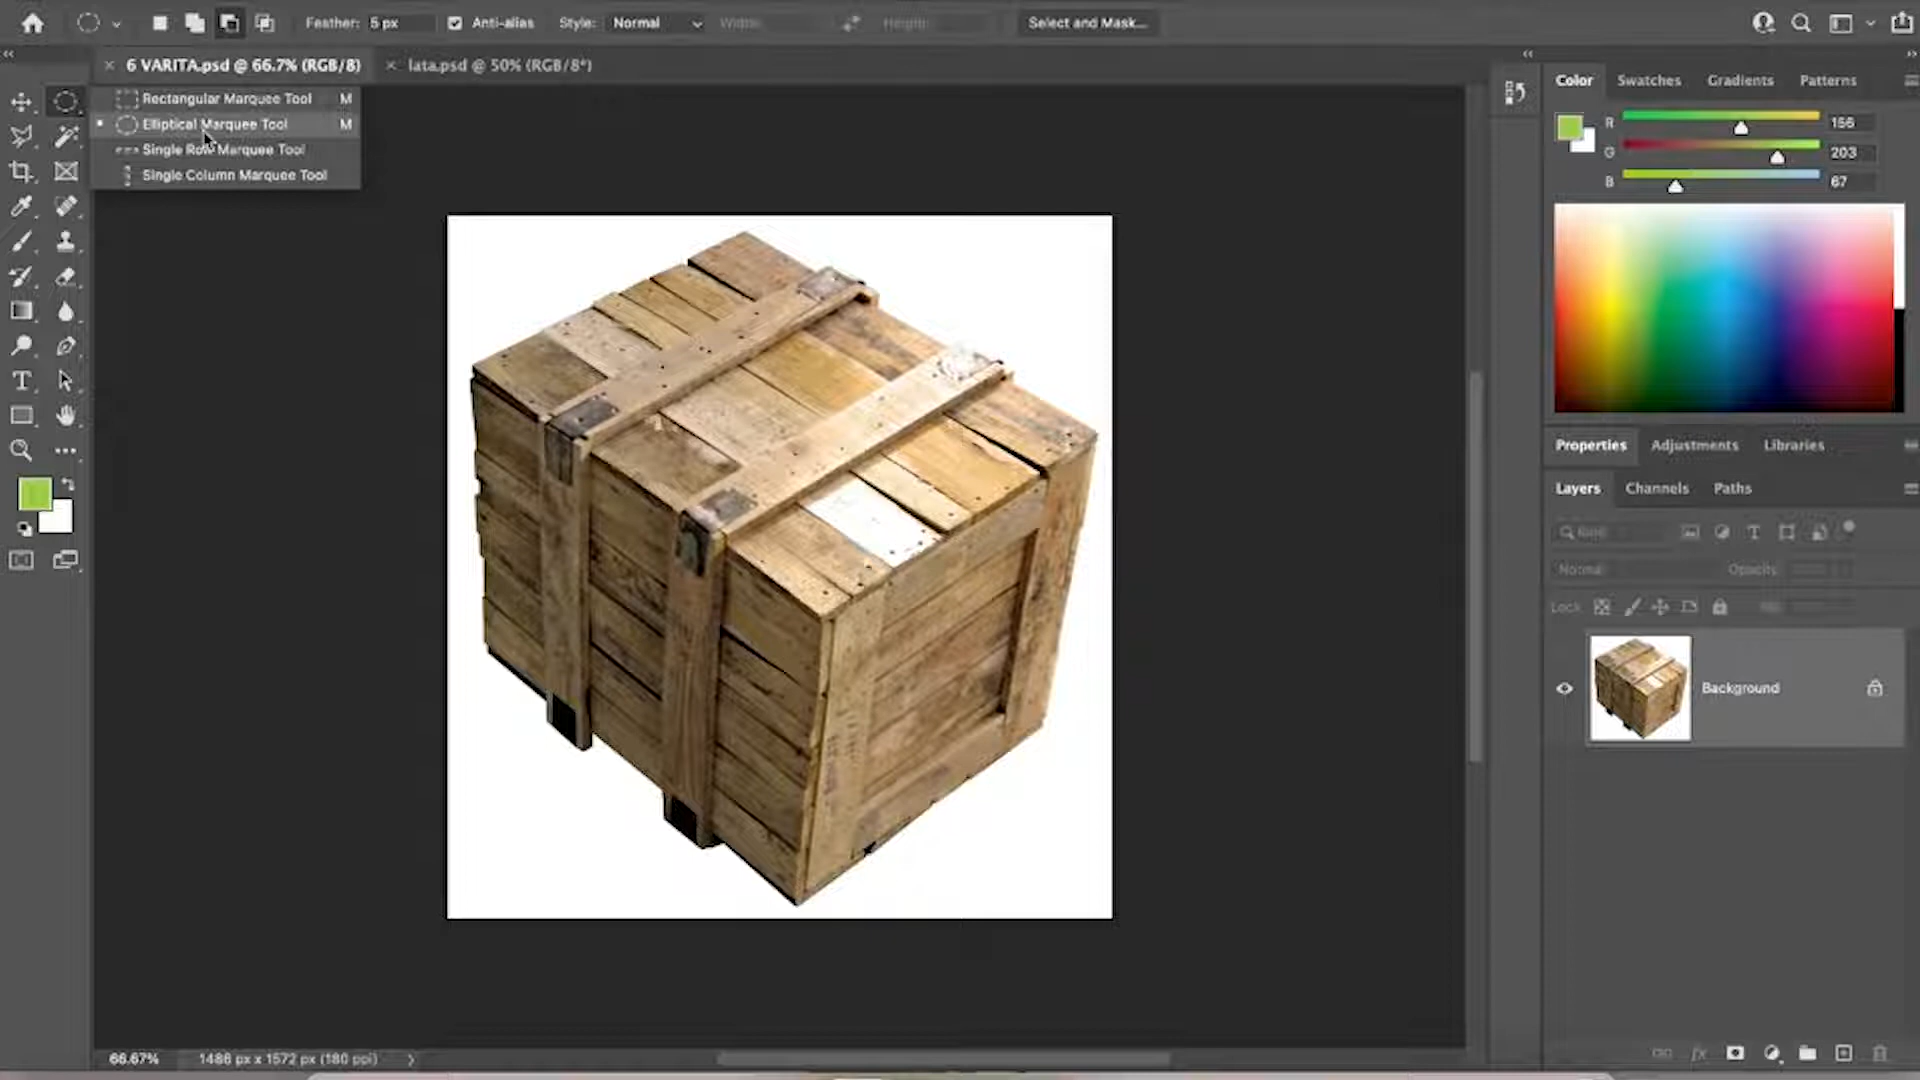 Feather: 5 px Anti-alias Style: Normal Width: Height: Select and Mask...
6 VARITA.psd @ 66.7% (RGB/8) lata.psd @ 50% (RGB/8*)
Rectangular Marquee Tool M
Elliptical Marquee Tool M
Single Row Marquee Tool
Single Column Marquee Tool
Color Swatches Gradients Patterns
R 156
G 203
B 67
Properties Adjustments Libraries
Layers Channels Paths
Kind
Normal Opacity:
Lock:
Background
66.67% 1486 px x 1572 px (180 ppi)